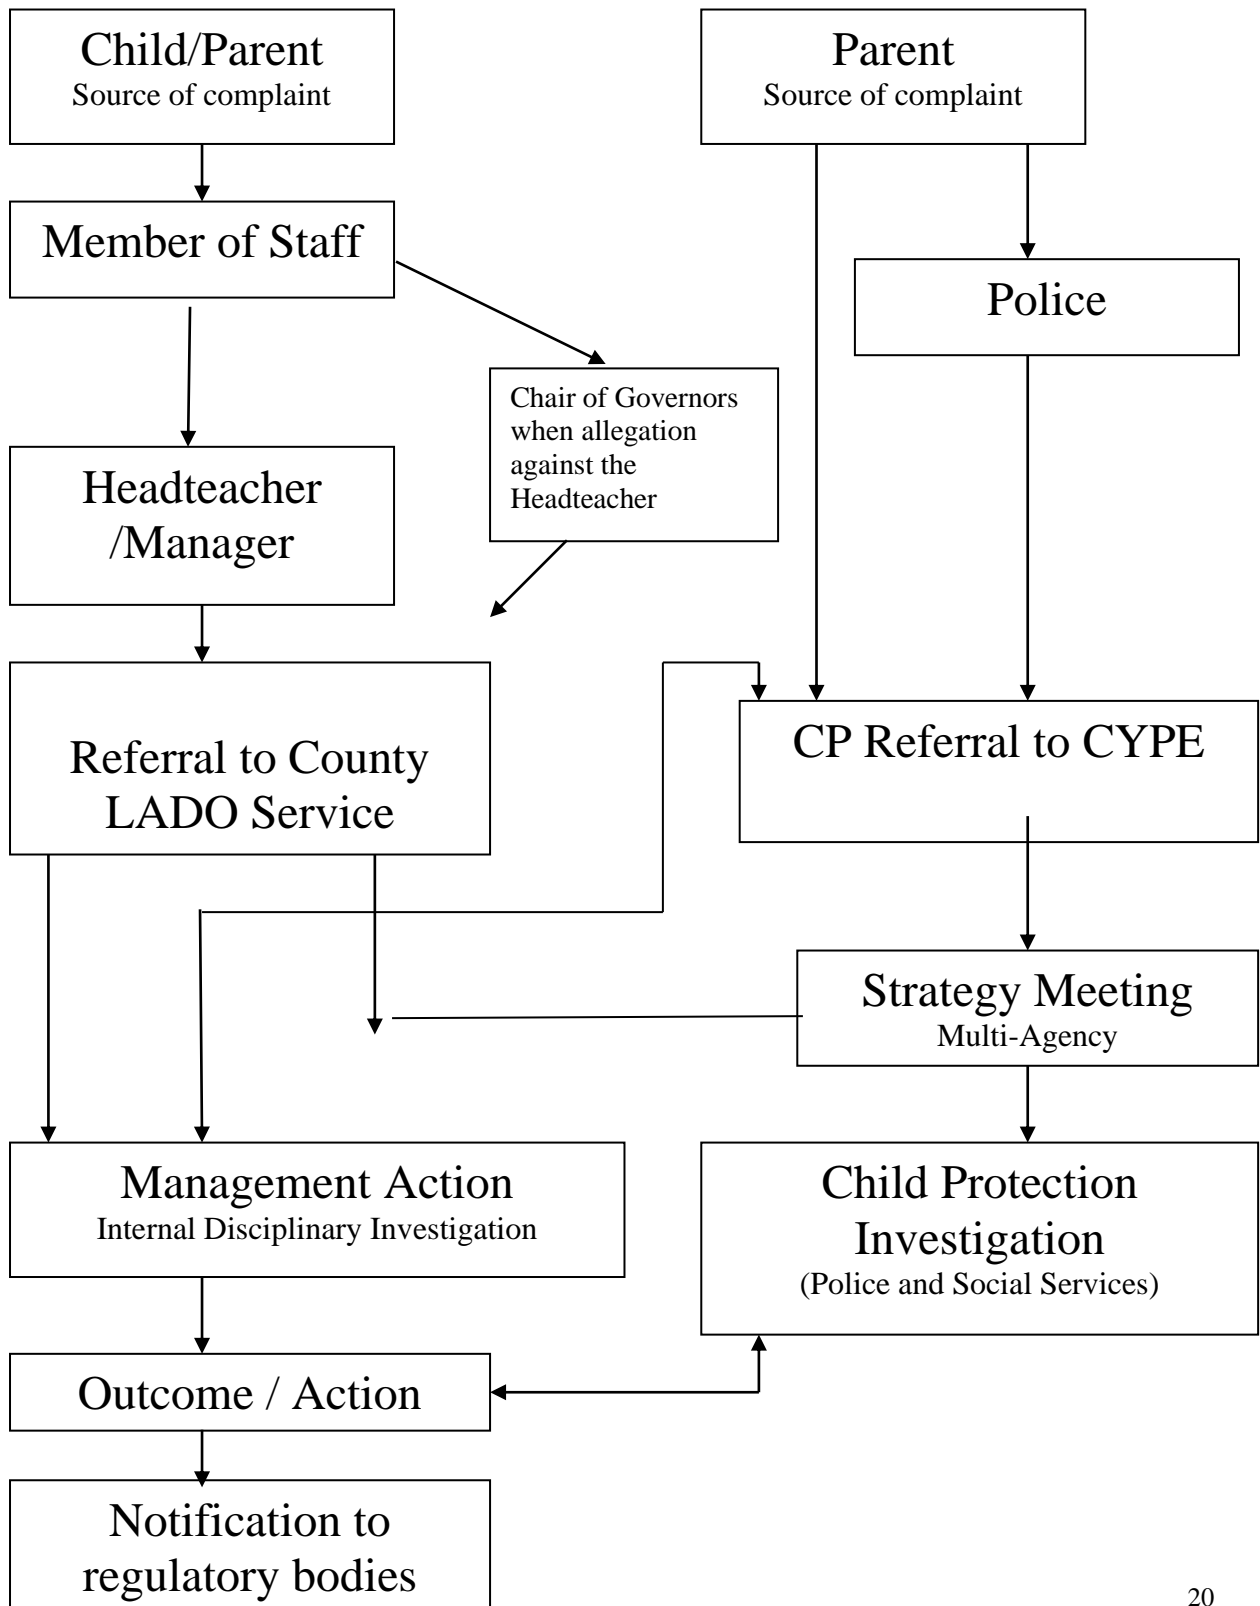 Child/Parent
Source of complaint
Parent
Source of complaint
Member of Staff
Police
Chair of Governors
when allegation
against the
Headteacher
Headteacher
/Manager
Referral to County
LADO Service
CP Referral to CYPE
Strategy Meeting
Multi-Agency
Management Action
Internal Disciplinary Investigation
Child Protection
Investigation
(Police and Social Services)
Outcome / Action
Notification to
regulatory bodies
20